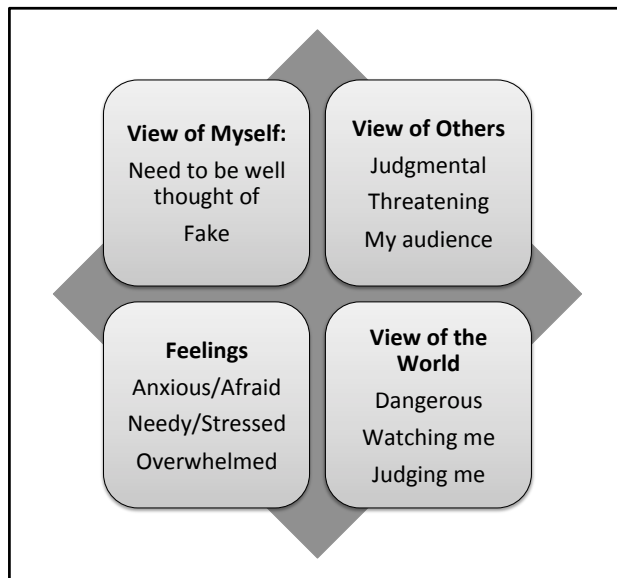 View of Myself:
Need to be well
thought of
Fake
View of Others
Judgmental
Threatening
My audience
Feelings
Anxious/Afraid
Needy/Stressed
Overwhelmed
View of the
World
Dangerous
Watching me
Judging me